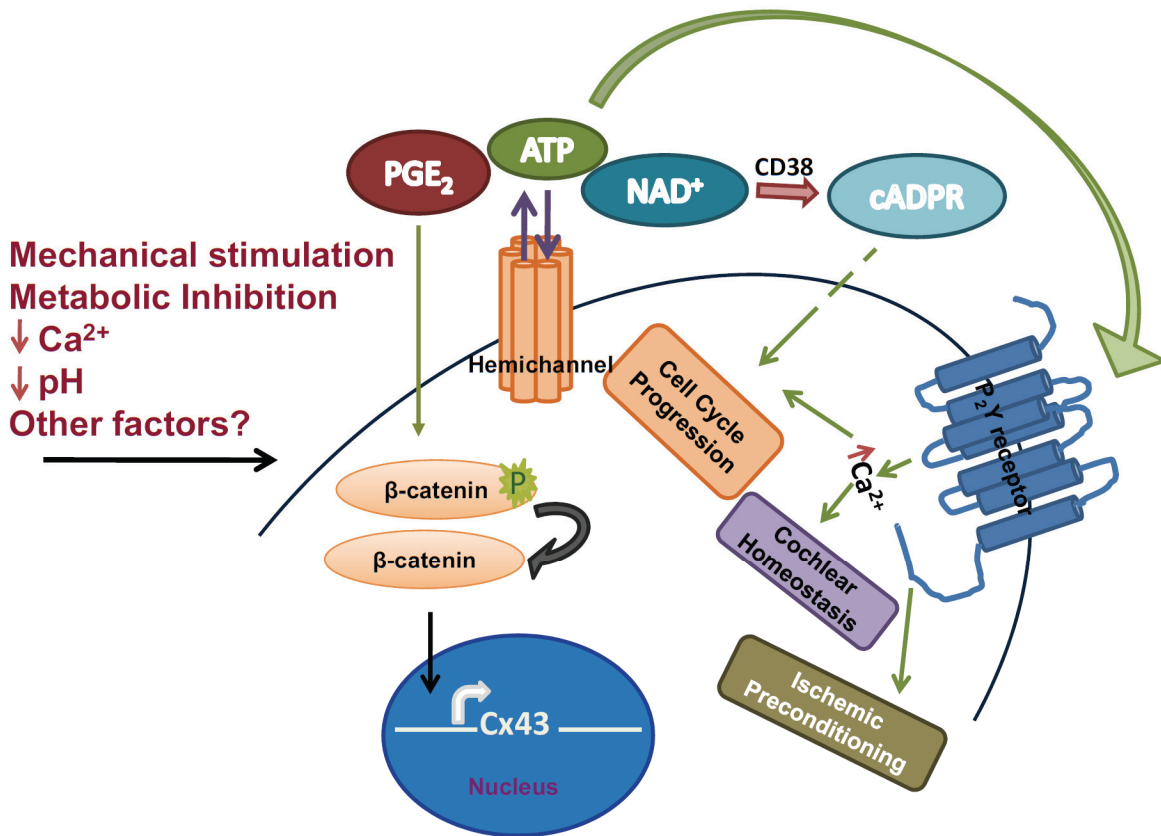 PGE₂
ATP
NAD⁺
CD38
cADPR
Mechanical stimulation
Metabolic Inhibition
↓ Ca²⁺
↓ pH
Other factors?
Hemichannel
Cell Cycle
Progression
P₂Y receptor
Ca²⁺
β-catenin
P
β-catenin
Cochlear
Homeostasis
Ischemic
Preconditioning
Cx43
Nucleus